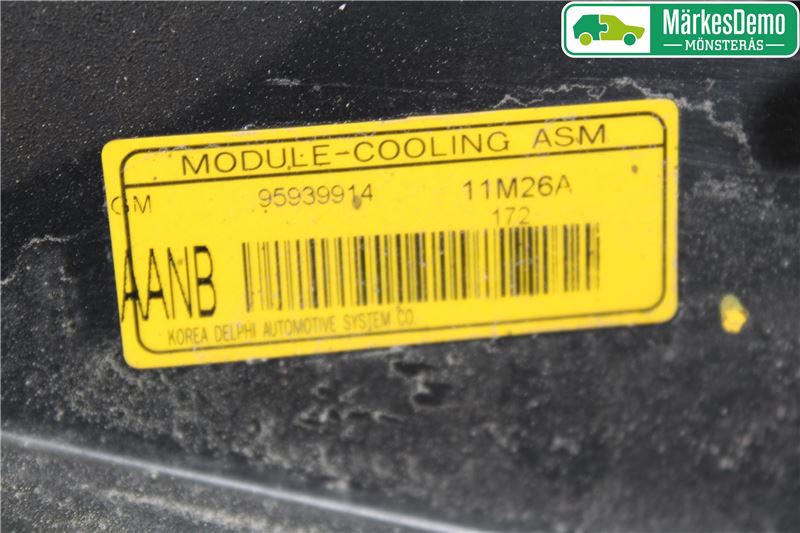 MärkesDemo
MÖNSTERÅS
MODULE-COOLING ASM
GM 95939914 11M26A
172
AANB
KOREA DELPHI AUTOMOTIVE SYSTEM CO.